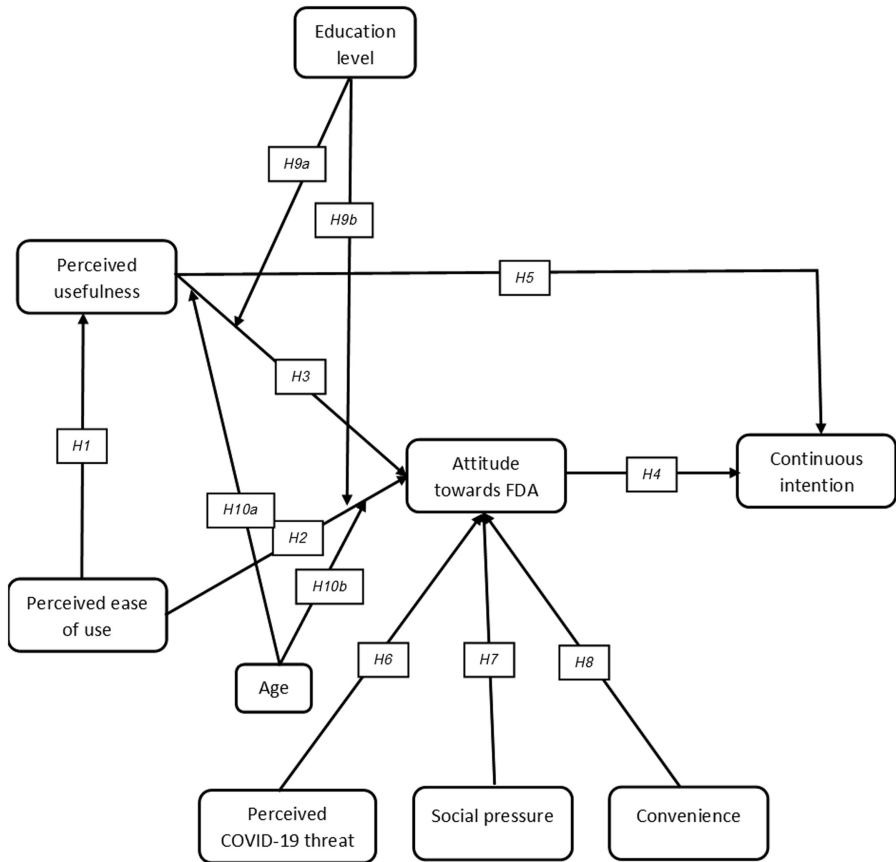 Education
level
H9a
H9b
Perceived
usefulness
H5
H3
H1
Attitude
towards FDA
H4
Continuous
intention
H10a
H2
H10b
Perceived ease
of use
H6
H7
H8
Age
Perceived
COVID-19 threat
Social pressure
Convenience